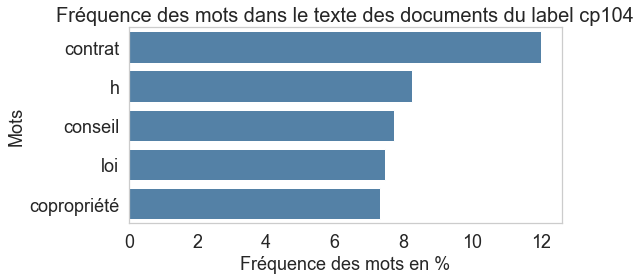 Fréquence des mots dans le texte des documents du label cp104
contrat
h
conseil
loi
copropriété
Mots
0 2 4 6 8 10 12
Fréquence des mots en %